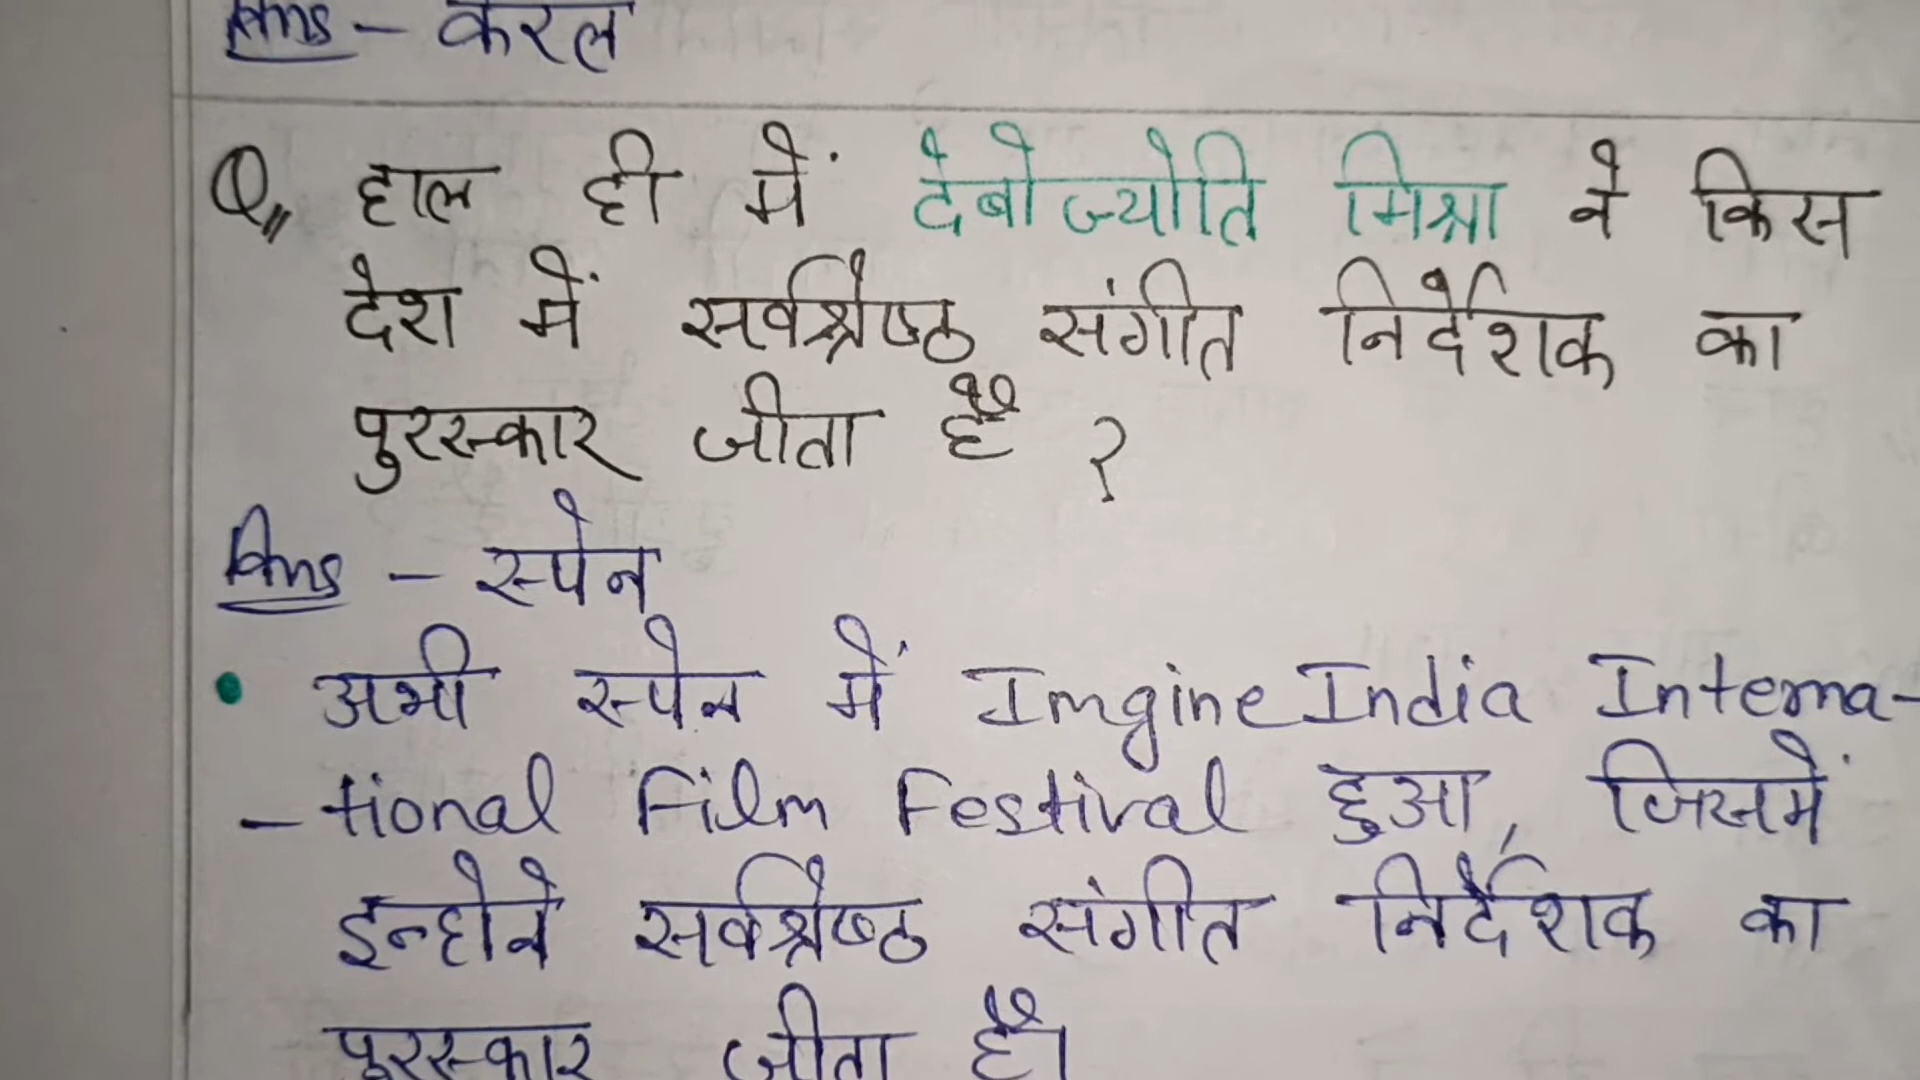 Ans - केरल
Q,, हाल ही में देबोज्योति मिश्रा ने किस
देश में सर्वश्रेष्ठ संगीत निर्देशक का
पुरस्कार जीता है ?
Ans - स्पेन
• अभी स्पेन में Imgine India Interna-
- tional Film Festival हुआ, जिसमें
इन्होने सर्वश्रेष्ठ संगीत निर्देशक का
पुरस्कार जीता है।